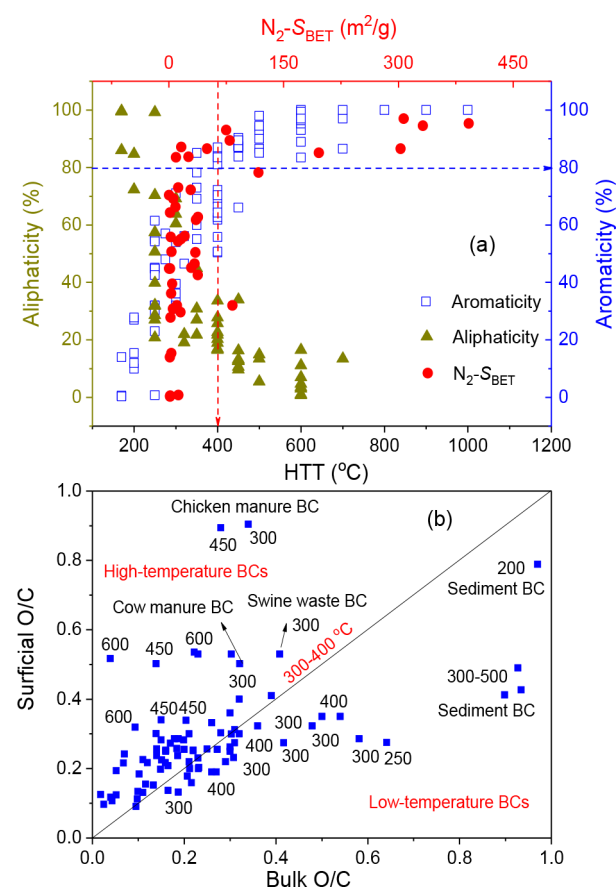 N2-SBET (m2/g)
0 150 300 450
100 100
80 80
60 60
40 40
20 20
0 0
Aliphaticity (%)
Aromaticity (%)
(a)
Aromaticity
Aliphaticity
N2-SBET
200 400 600 800 1000 1200
HTT (oC)
1.0
0.8
0.6
0.4
0.2
0.0
Surficial O/C
(b)
Chicken manure BC
450 300
High-temperature BCs
200
Sediment BC
Cow manure BC
Swine waste BC
300
600 450 600
300
300-400 oC
300-500
Sediment BC
600 450 450
400
300
300
400
300
300
250
300 400
Low-temperature BCs
0.0 0.2 0.4 0.6 0.8 1.0
Bulk O/C